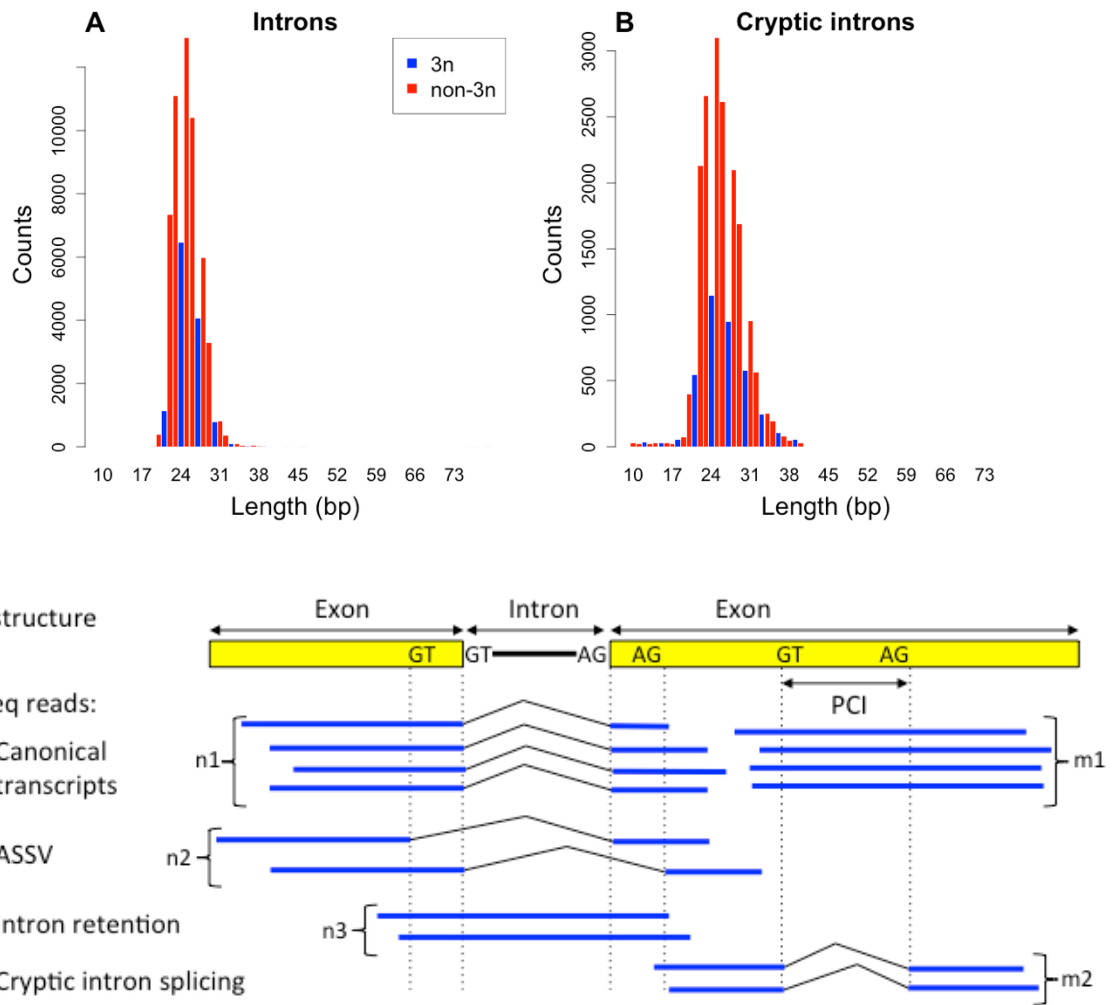 A Introns
3n
non-3n
Counts
0 2000 4000 6000 8000 10000
10 17 24 31 38 45 52 59 66 73
Length (bp)
B Cryptic introns
Counts
0 500 1000 1500 2000 2500 3000
10 17 24 31 38 45 52 59 66 73
Length (bp)
structure
Exon Intron Exon
GT GT AG AG GT AG
PCI
eq reads:
Canonical
transcripts
n1
m1
ASSV
n2
ntron retention
n3
Cryptic intron splicing
m2